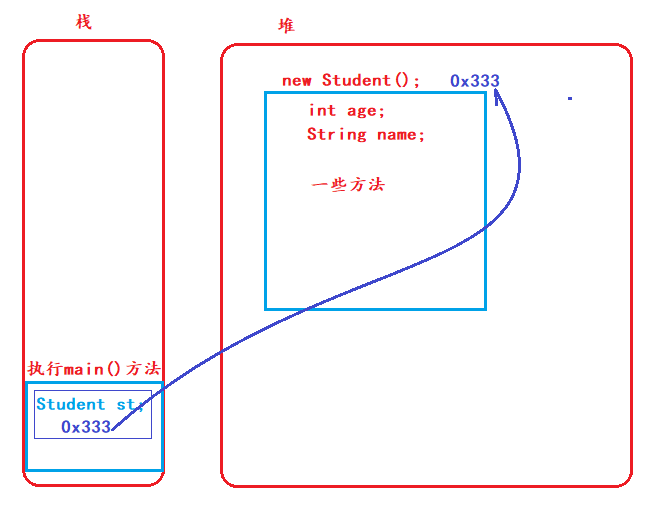 栈
堆
new Student(); 0x333
int age;
String name;
一些方法
执行main()方法
Student st;
0x333